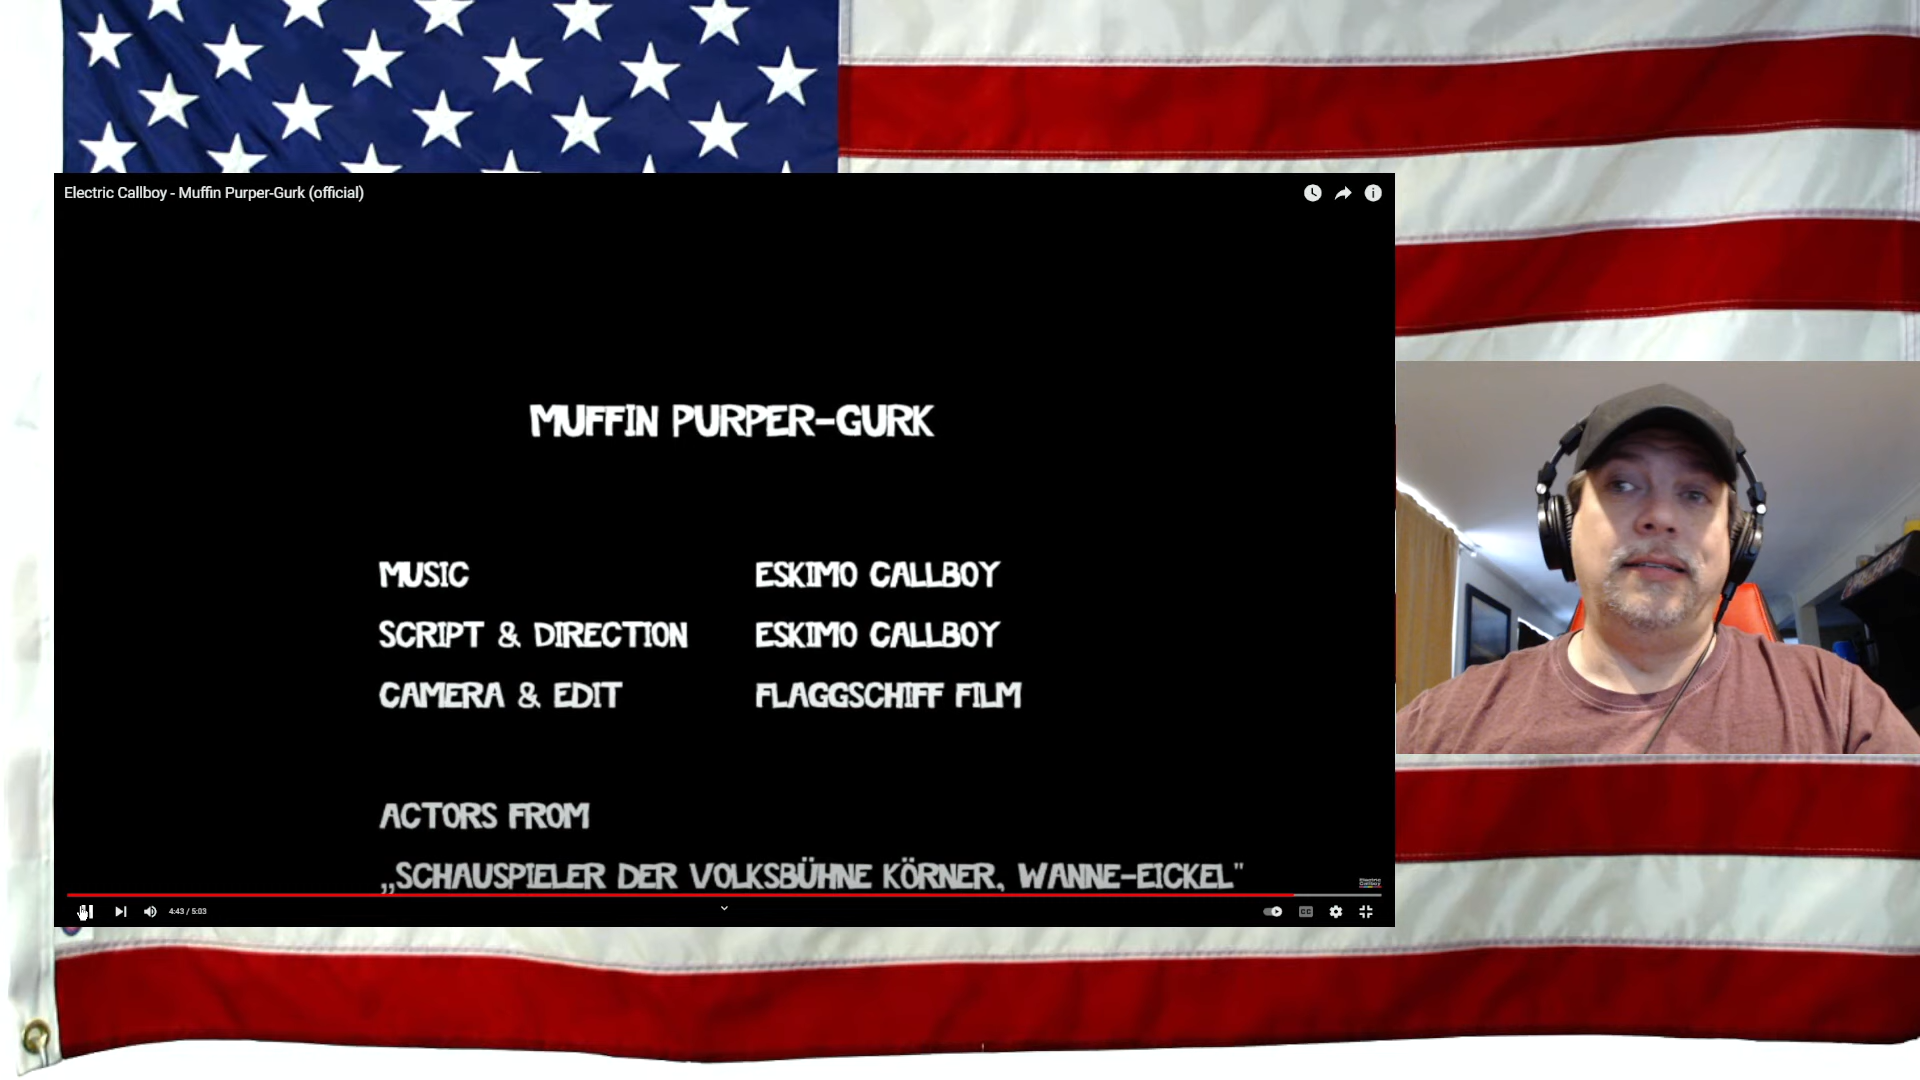 Electric Callboy - Muffin Purper-Gurk (official)
MUFFIN PURPER-GURK
MUSIC ESKIMO CALLBOY
SCRIPT & DIRECTION ESKIMO CALLBOY
CAMERA & EDIT FLAGGSCHIFF FILM
ACTORS FROM
„SCHAUSPIELER DER VOLKSBÜHNE KÖRNER, WANNE-EICKEL"
4:43 / 5:03
CC